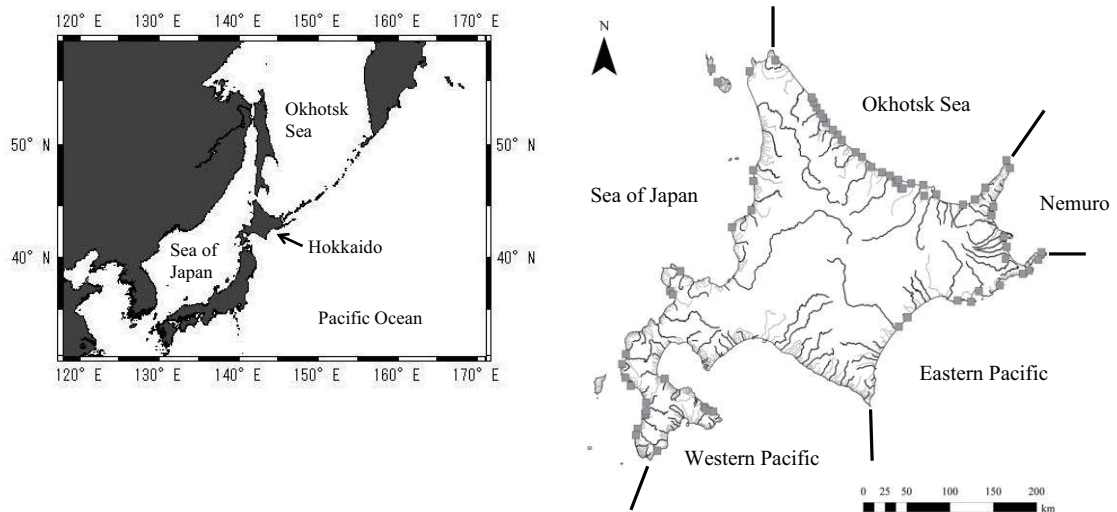 120° E 130° E 140° E 150° E 160° E 170° E
50° N
40° N
Okhotsk
Sea
Hokkaido
Sea of
Japan
Pacific Ocean
50° N
40° N
120° E 130° E 140° E 150° E 160° E 170° E
N
Okhotsk Sea
Sea of Japan
Nemuro
Eastern Pacific
Western Pacific
0 25 50 100 150 200
km